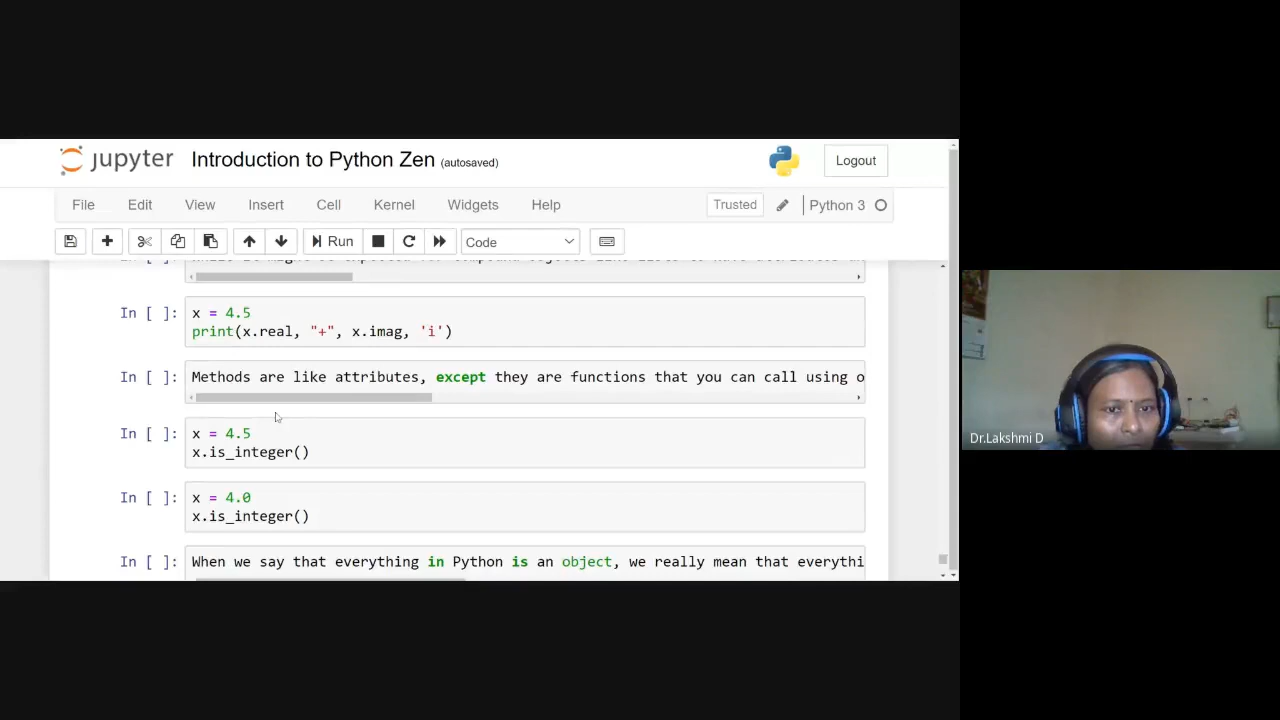 jupyter Introduction to Python Zen (autosaved)
Logout
File Edit View Insert Cell Kernel Widgets Help
Trusted Python 3
Run Code
In [ ]:
In [ ]: x = 4.5
print(x.real, "+", x.imag, 'i')
In [ ]: Methods are like attributes, except they are functions that you can call using o
In [ ]: x = 4.5
x.is_integer()
In [ ]: x = 4.0
x.is_integer()
In [ ]: When we say that everything in Python is an object, we really mean that everythi
Dr.Lakshmi D